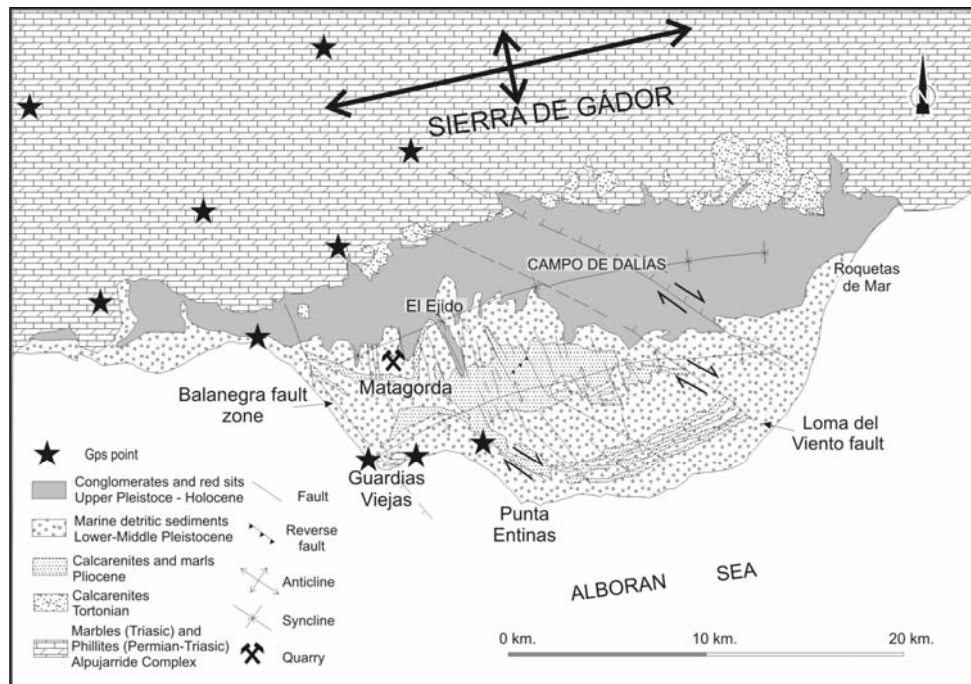 SIERRA DE GÁDOR
N
CAMPO DE DALÍAS
Roquetas
de Mar
El Ejido
Matagorda
Balanegra fault
zone
Loma del
Viento fault
Guardias
Viejas
Punta
Entinas
ALBORAN SEA
Gps point
Conglomerates and red sits
Upper Pleistoce - Holocene
Marine detritic sediments
Lower-Middle Pleistocene
Calcarenites and marls
Pliocene
Calcarenites
Tortonian
Marbles (Triasic) and
Phillites (Permian-Triasic)
Alpujarride Complex
Fault
Reverse
fault
Anticline
Syncline
Quarry
0 km. 10 km. 20 km.